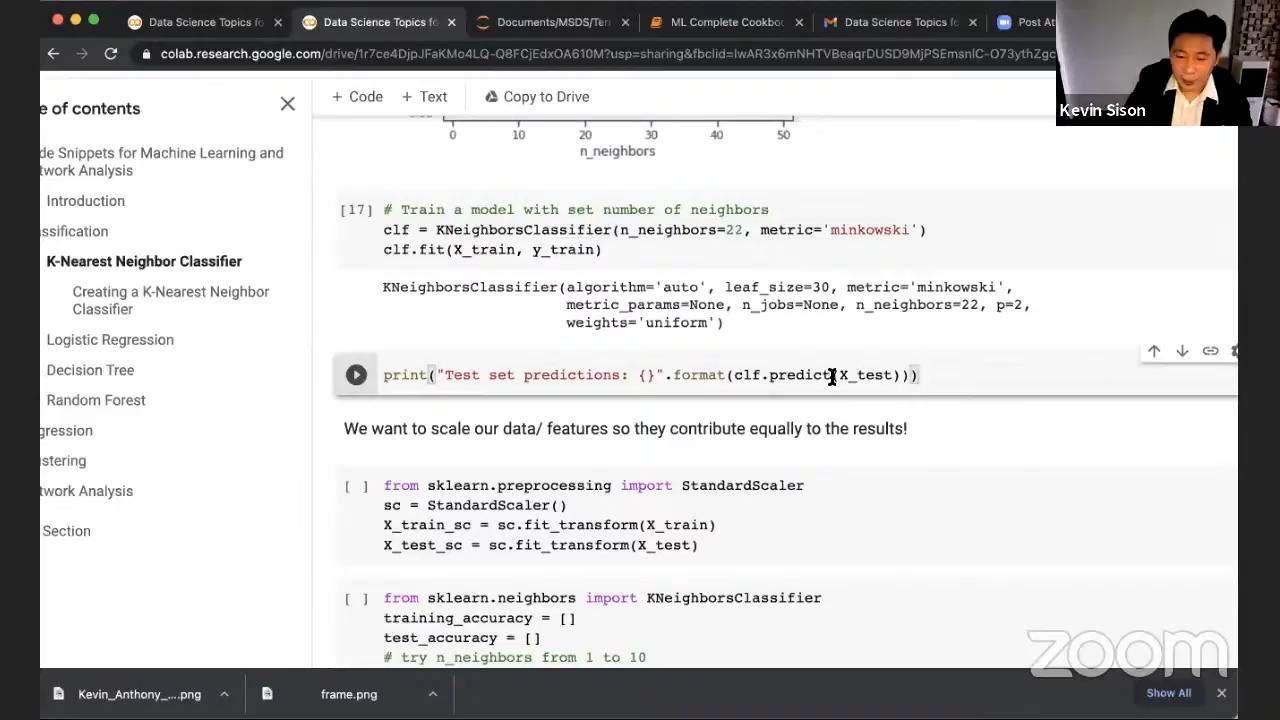 Data Science Topics fo
Data Science Topics fo
Documents/MSDS/Ter
ML Complete Cookbo
Data Science Topics fo
Post Att
colab.research.google.com/drive/1r7ce4DjpJFaKMo4LQ-Q8FCjEdxOA610M?usp=sharing&fbclid=IwAR3x6mNHTVBeaqrDUSD9MjPSEmsnlC-O73ythZgc
Kevin Sison
e of contents
+ Code + Text Copy to Drive
de Snippets for Machine Learning and
twork Analysis
Introduction
assification
K-Nearest Neighbor Classifier
Creating a K-Nearest Neighbor
Classifier
Logistic Regression
Decision Tree
Random Forest
gression
stering
twork Analysis
Section
0 10 20 30 40 50
n_neighbors
[17] # Train a model with set number of neighbors
clf = KNeighborsClassifier(n_neighbors=22, metric='minkowski')
clf.fit(X_train, y_train)
KNeighborsClassifier(algorithm='auto', leaf_size=30, metric='minkowski',
metric_params=None, n_jobs=None, n_neighbors=22, p=2,
weights='uniform')
print("Test set predictions: {}".format(clf.predict(X_test)))
We want to scale our data/ features so they contribute equally to the results!
[ ] from sklearn.preprocessing import StandardScaler
sc = StandardScaler()
X_train_sc = sc.fit_transform(X_train)
X_test_sc = sc.fit_transform(X_test)
[ ] from sklearn.neighbors import KNeighborsClassifier
training_accuracy = []
test_accuracy = []
# try n_neighbors from 1 to 10
zoom
Kevin_Anthony_....png
frame.png
Show All